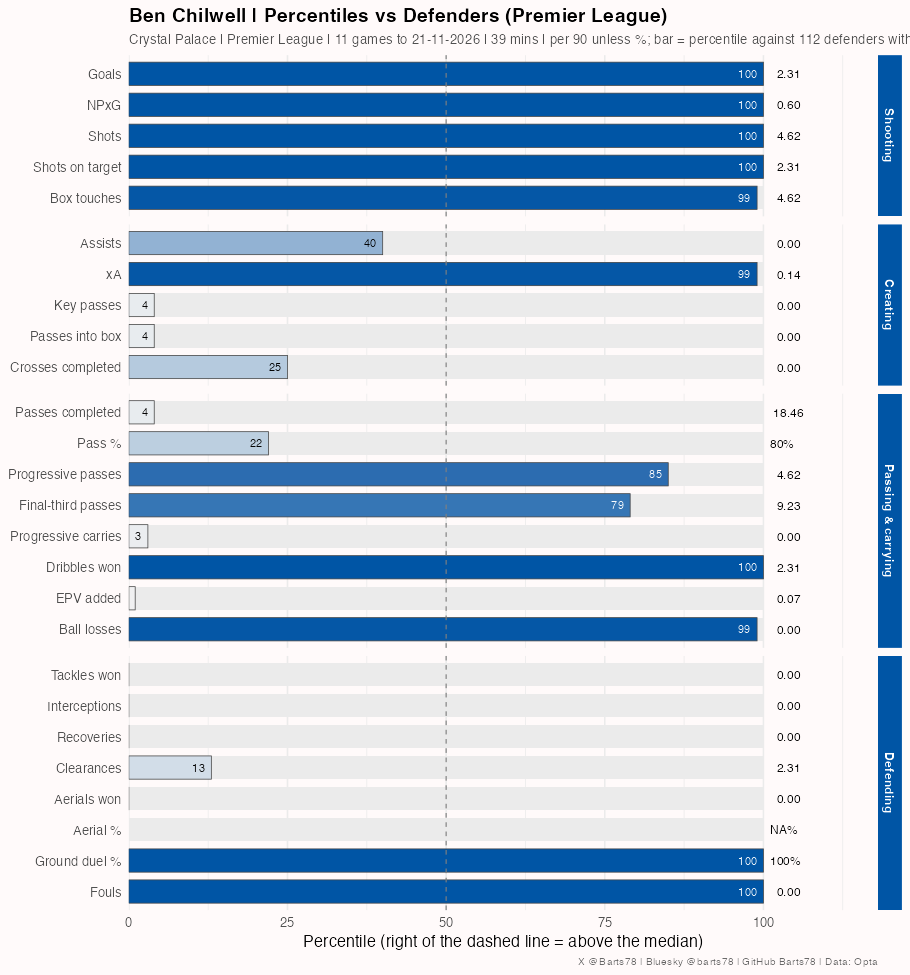 Ben Chilwell | Percentiles vs Defenders (Premier League)
Crystal Palace | Premier League | 11 games to 21-11-2026 | 39 mins | per 90 unless %; bar = percentile against 112 defenders with
Goals 100 2.31
NPxG 100 0.60
Shots 100 4.62
Shots on target 100 2.31
Box touches 99 4.62
Shooting
Assists 40 0.00
xA 99 0.14
Key passes 4 0.00
Passes into box 4 0.00
Crosses completed 25 0.00
Creating
Passes completed 4 18.46
Pass % 22 80%
Progressive passes 85 4.62
Final-third passes 79 9.23
Progressive carries 3 0.00
Dribbles won 100 2.31
EPV added 0.07
Ball losses 99 0.00
Passing & carrying
Tackles won 0.00
Interceptions 0.00
Recoveries 0.00
Clearances 13 2.31
Aerials won 0.00
Aerial % NA%
Ground duel % 100 100%
Fouls 100 0.00
Defending
0 25 50 75 100
Percentile (right of the dashed line = above the median)
X @Barts78 | Bluesky @barts78 | GitHub Barts78 | Data: Opta